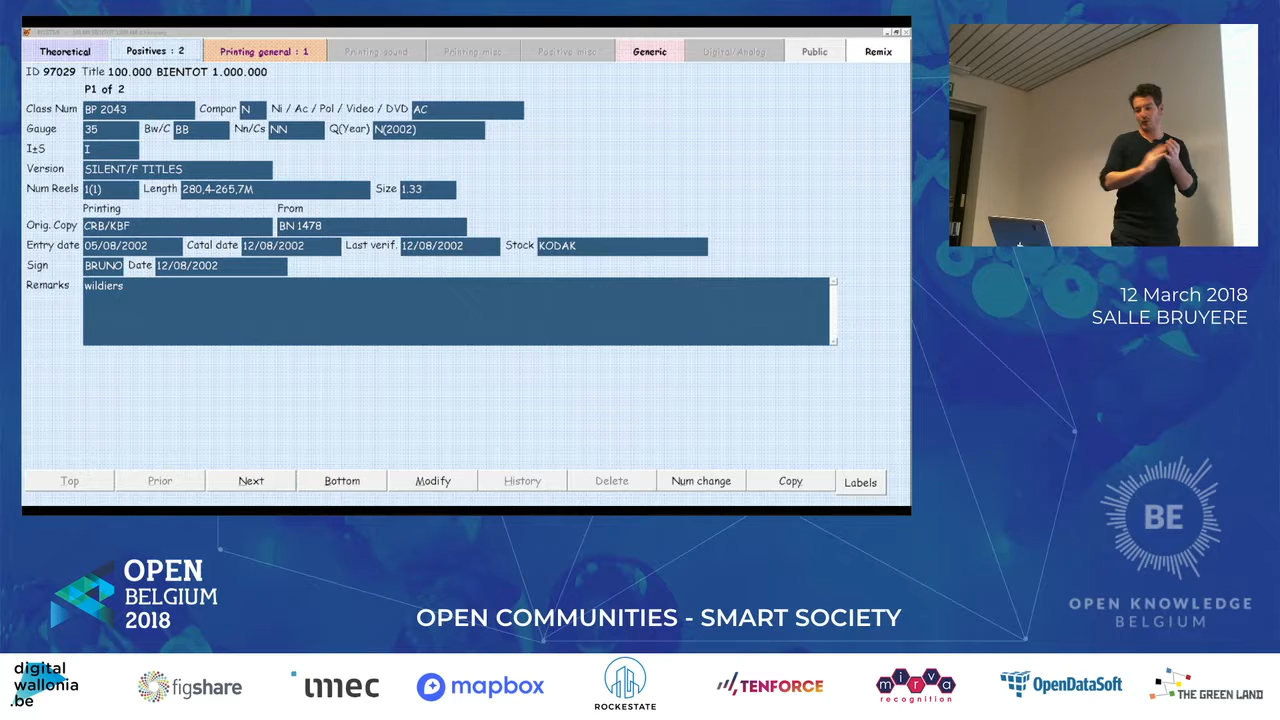 Theoretical Positives : 2 Printing general : 1 Printing sound Printing misc Positive misc Generic Digital/Analog Public Remix
ID 97029 Title 100.000 BIENTOT 1.000.000
P1 of 2
Class Num BP 2043 Compar N Ni / Ac / Pol / Video / DVD AC
Gauge 35 Bw/C BB Nn/Cs NN Q(Year) N(2002)
I±S I
Version SILENT/F TITLES
Num Reels 1(1) Length 280,4-265,7M Size 1.33
Printing From
Orig. Copy CRB/KBF BN 1478
Entry date 05/08/2002 Catal date 12/08/2002 Last verif. 12/08/2002 Stock KODAK
Sign BRUNO Date 12/08/2002
Remarks wildiers
Top Prior Next Bottom Modify History Delete Num change Copy Labels
12 March 2018
SALLE BRUYERE
OPEN
BELGIUM
2018
OPEN COMMUNITIES - SMART SOCIETY
BE
OPEN KNOWLEDGE
BELGIUM
digital
wallonia
.be
figshare
imec
mapbox
ROCKESTATE
TENFORCE
mirva
recognition
OpenDataSoft
THE GREEN LAND